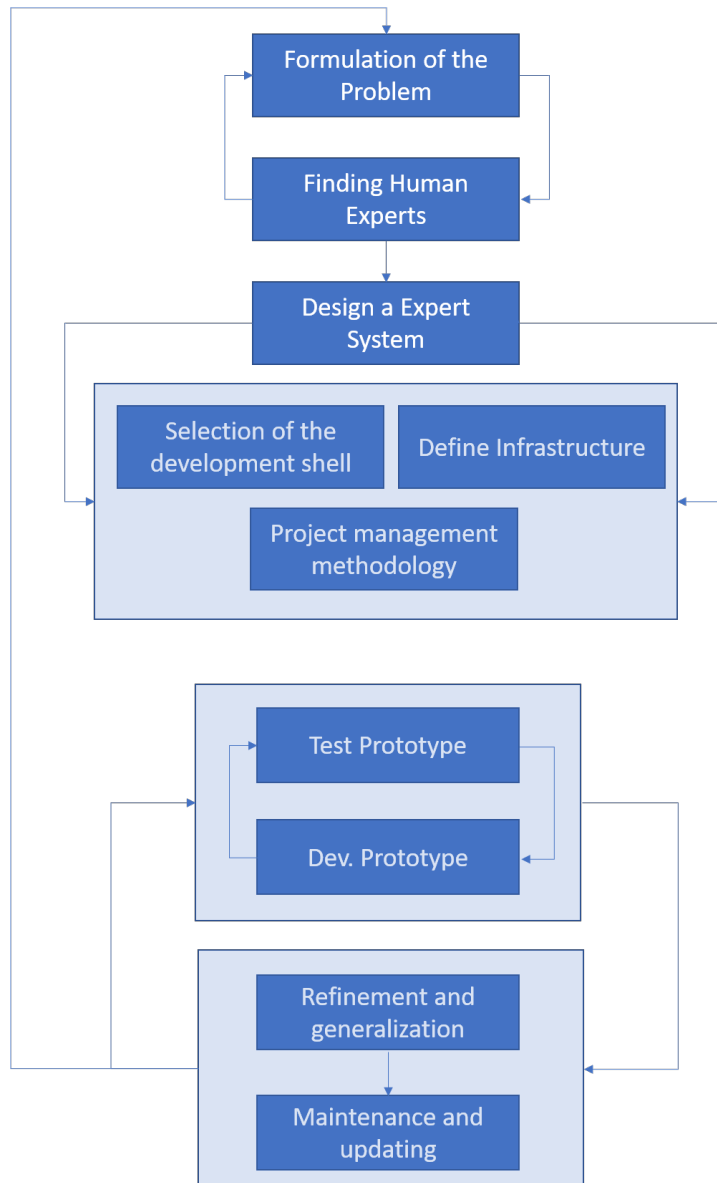 Formulation of the
Problem
Finding Human
Experts
Design a Expert
System
Selection of the
development shell
Define Infrastructure
Project management
methodology
Test Prototype
Dev. Prototype
Refinement and
generalization
Maintenance and
updating